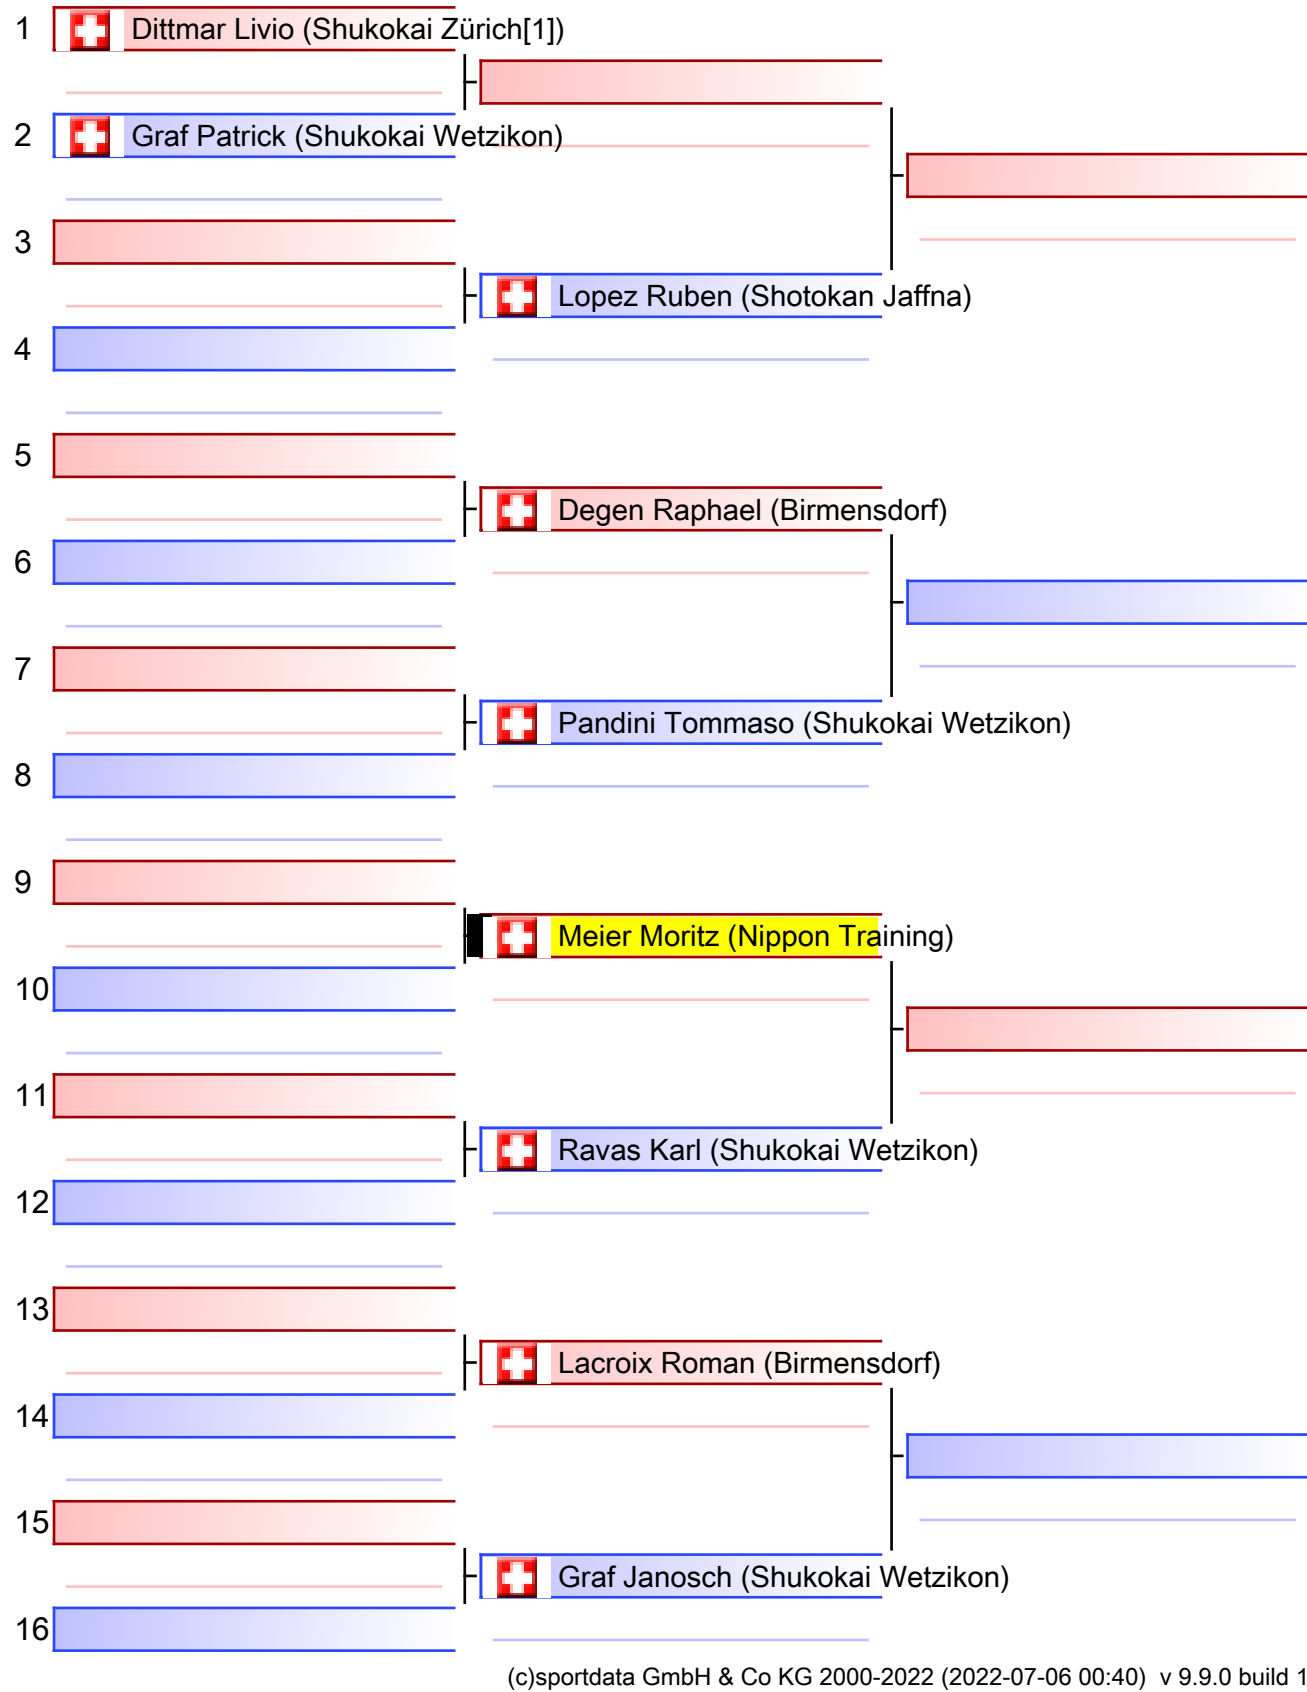 1 Dittmar Livio (Shukokai Zürich[1])
2 Graf Patrick (Shukokai Wetzikon)
3
Lopez Ruben (Shotokan Jaffna)
4
5
Degen Raphael (Birmensdorf)
6
7
Pandini Tommaso (Shukokai Wetzikon)
8
9
Meier Moritz (Nippon Training)
10
11
Ravas Karl (Shukokai Wetzikon)
12
13
Lacroix Roman (Birmensdorf)
14
15
Graf Janosch (Shukokai Wetzikon)
16
(c)sportdata GmbH & Co KG 2000-2022 (2022-07-06 00:40) v 9.9.0 build 1